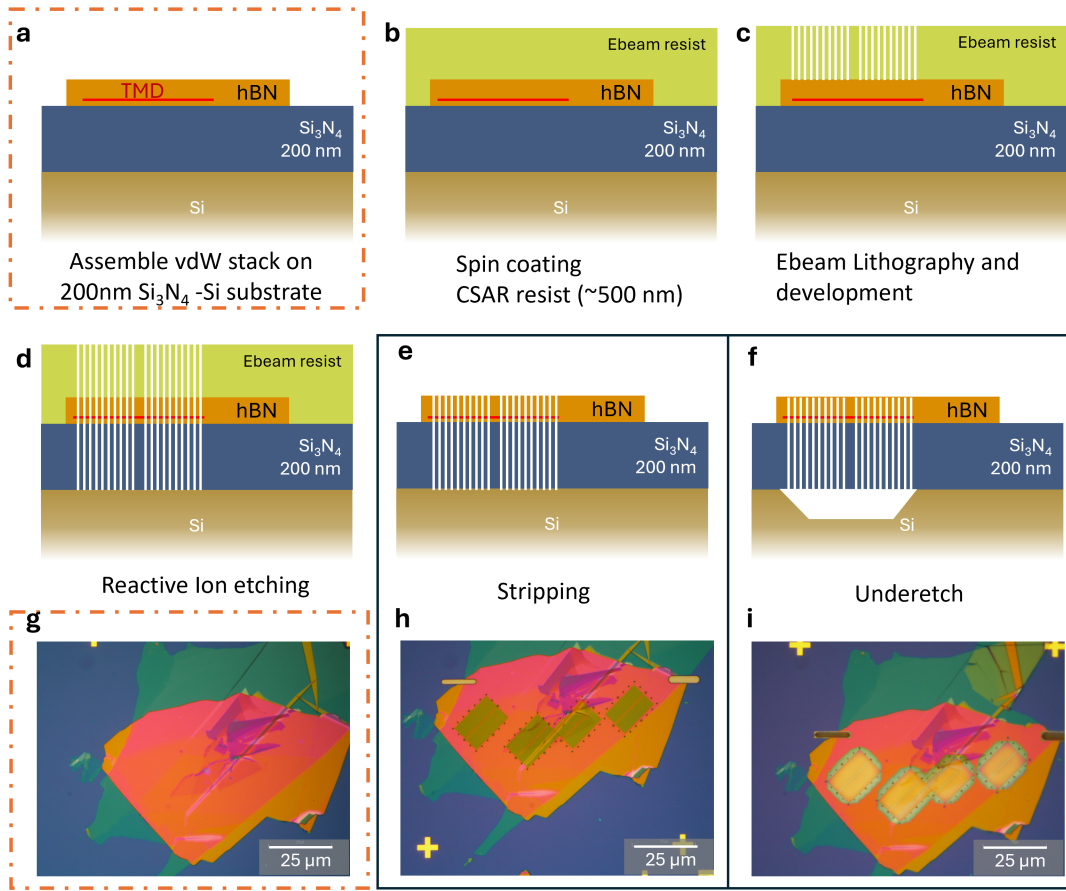 a
TMD
hBN
Si₃N₄
200 nm
Si
Assemble vdW stack on
200nm Si₃N₄ -Si substrate
b
Ebeam resist
hBN
Si₃N₄
200 nm
Si
Spin coating
CSAR resist (~500 nm)
c
Ebeam resist
hBN
Si₃N₄
200 nm
Si
Ebeam Lithography and
development
d
Ebeam resist
hBN
Si₃N₄
200 nm
Si
Reactive Ion etching
e
hBN
Si₃N₄
200 nm
Si
Stripping
f
hBN
Si₃N₄
200 nm
Si
Underetch
g
25 µm
h
25 µm
i
25 µm